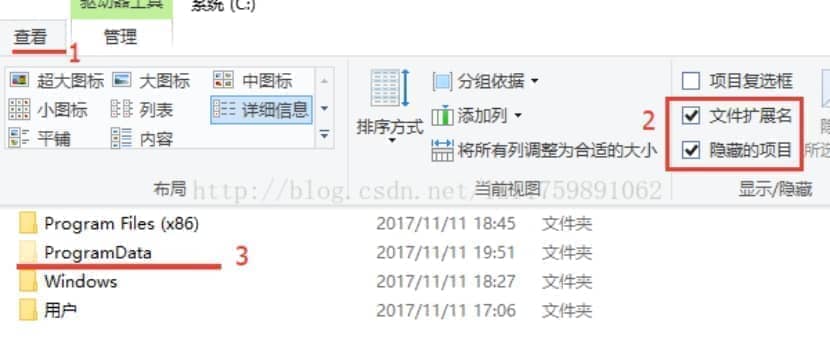 驱动器工具 系统 (C:)
查看 管理
1
超大图标 大图标 中图标 分组依据 项目复选框
小图标 列表 详细信息 添加列 2 文件扩展名
排序方式
平铺 内容 将所有列调整为合适的大小 隐藏的项目 所选
布局 当前视图 显示/隐藏
Program Files (x86) 2017/11/11 18:45 文件夹
ProgramData 2017/11/11 19:51 文件夹
3
Windows 2017/11/11 18:27 文件夹
用户 2017/11/11 17:06 文件夹